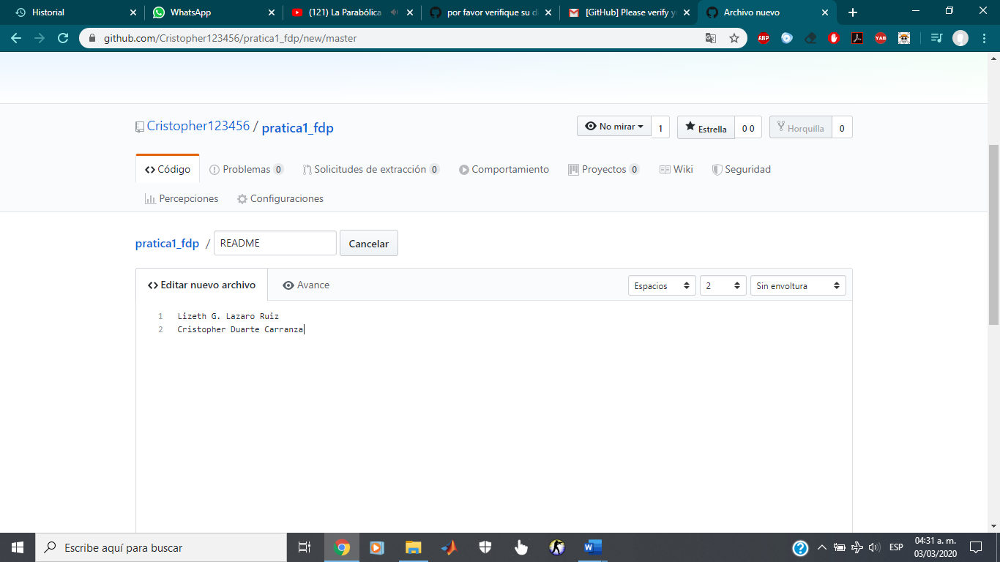 Historial
WhatsApp
(121) La Parabólica
por favor verifique su d
[GitHub] Please verify y
Archivo nuevo
github.com/Cristopher123456/pratica1_fdp/new/master
ABP
YAB
Cristopher123456 / pratica1_fdp
No mirar 1
Estrella 0 0
Horquilla 0
Código
Problemas 0
Solicitudes de extracción 0
Comportamiento
Proyectos 0
Wiki
Seguridad
Percepciones
Configuraciones
pratica1_fdp / README Cancelar
Editar nuevo archivo
Avance
Espacios
2
Sin envoltura
1 Lizeth G. Lazaro Ruiz
2 Cristopher Duarte Carranza
Escribe aquí para buscar
ESP
04:31 a. m.
03/03/2020